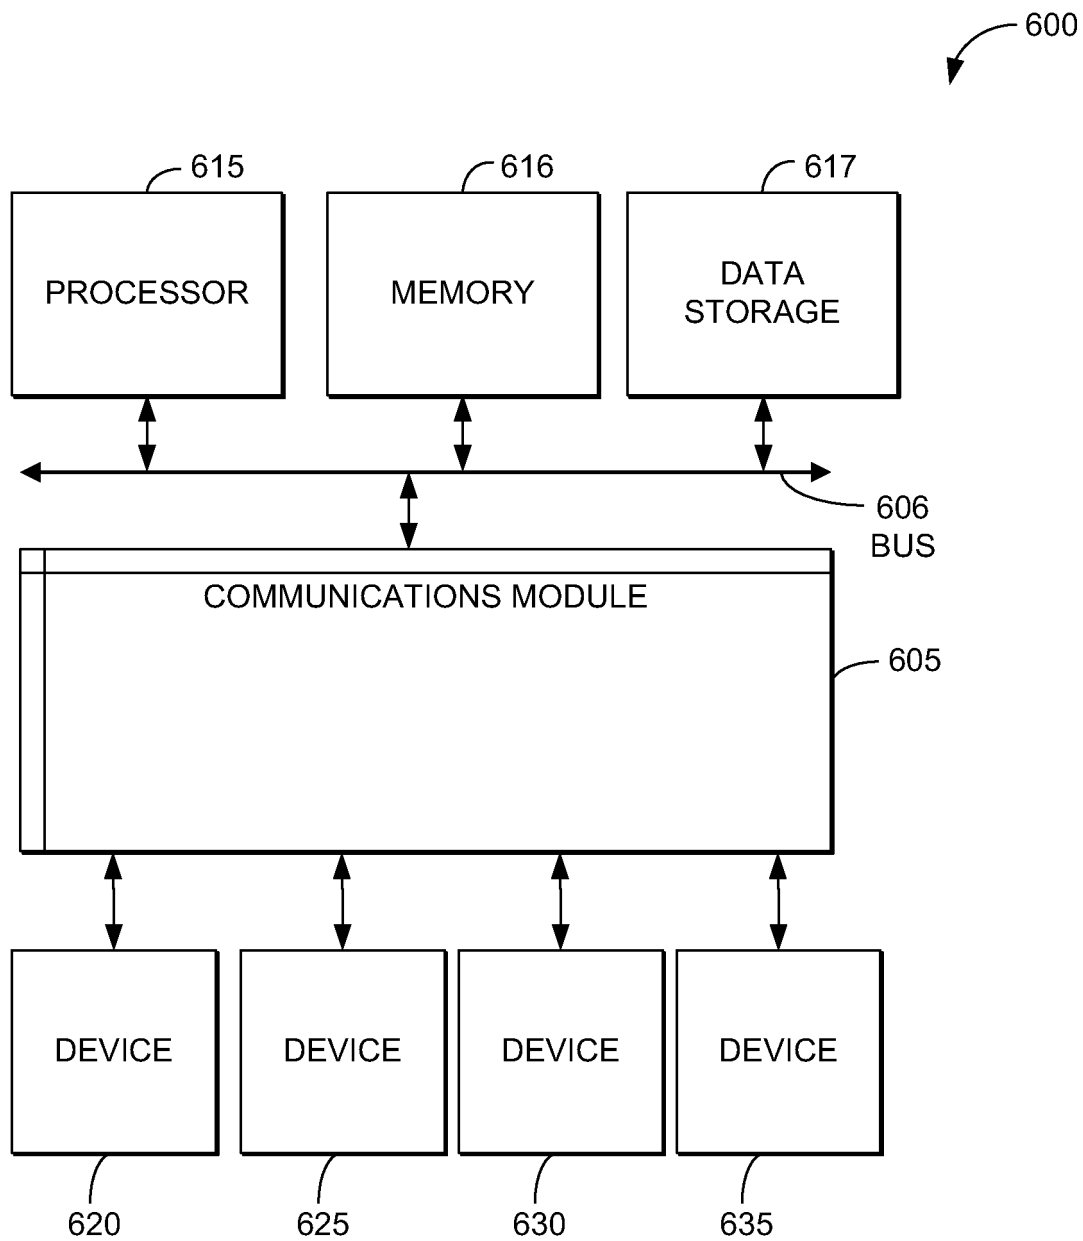 600
615
616
617
PROCESSOR
MEMORY
DATA
STORAGE
606
BUS
COMMUNICATIONS MODULE
605
DEVICE
DEVICE
DEVICE
DEVICE
620
625
630
635